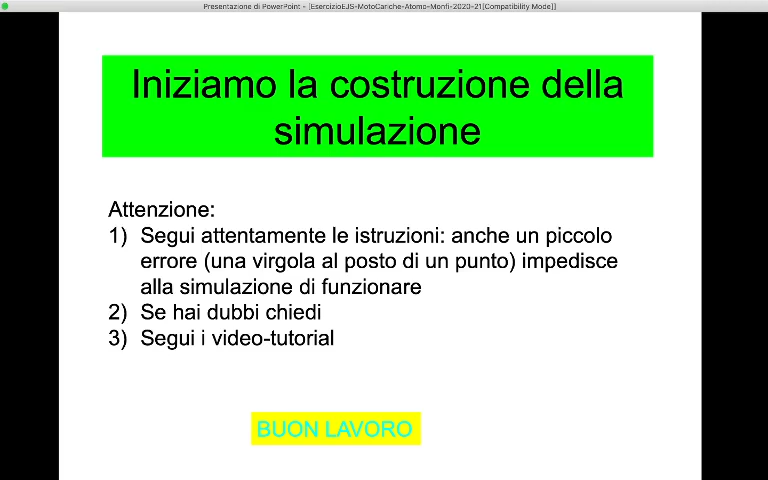 Presentazione di PowerPoint - [EsercizioEJS-MotoCariche-Atomo-Monfi-2020-21[Compatibility Mode]]
Iniziamo la costruzione della
simulazione
Attenzione:
1) Segui attentamente le istruzioni: anche un piccolo
errore (una virgola al posto di un punto) impedisce
alla simulazione di funzionare
2) Se hai dubbi chiedi
3) Segui i video-tutorial
BUON LAVORO